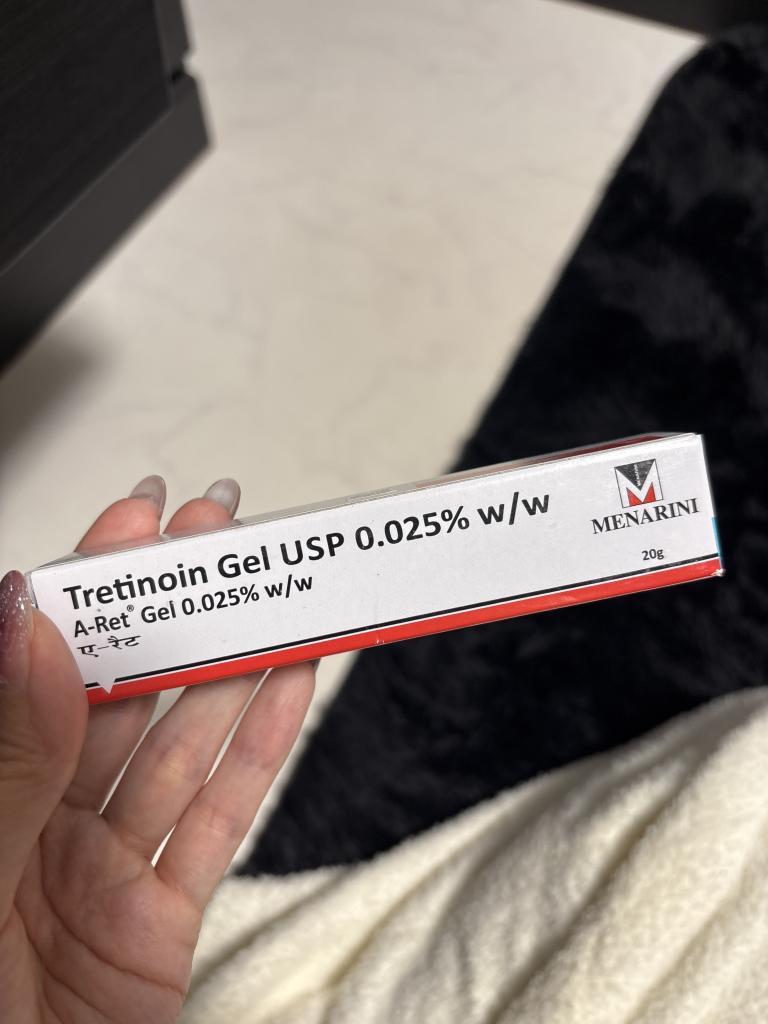 Tretinoin Gel USP 0.025% w/w
A-Ret® Gel 0.025% w/w
ए-रैट
MENARINI
20g